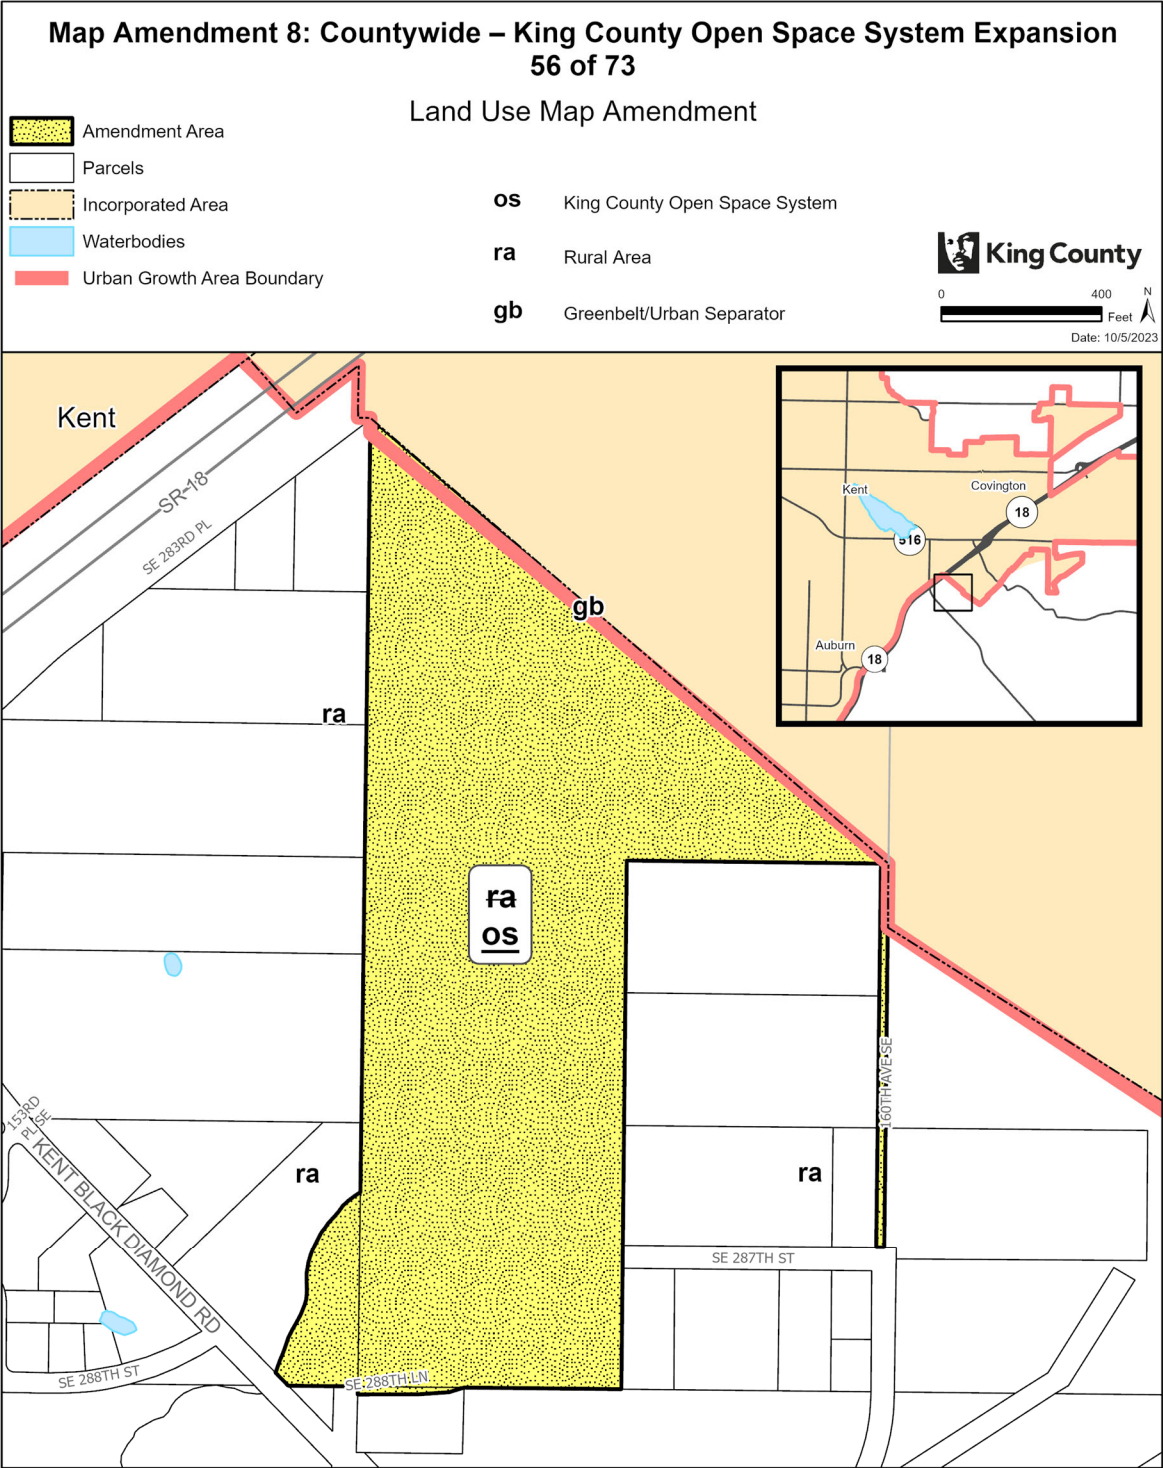 Map Amendment 8: Countywide – King County Open Space System Expansion
56 of 73
Land Use Map Amendment
Amendment Area
Parcels
Incorporated Area
Waterbodies
Urban Growth Area Boundary
os King County Open Space System
ra Rural Area
gb Greenbelt/Urban Separator
King County
0 400
Feet
N
Date: 10/5/2023
Kent
SR-18
SE 283RD PL
gb
ra
ra
os
ra
ra
153RD
PL SE
KENT BLACK DIAMOND RD
SE 288TH ST
SE 288TH LN
SE 287TH ST
160TH AVE SE
Kent
Covington
18
516
Auburn
18